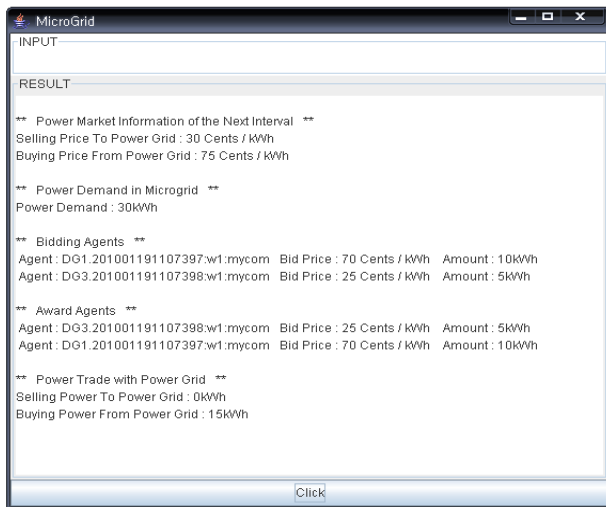 MicroGrid
INPUT
RESULT
** Power Market Information of the Next Interval **
Selling Price To Power Grid : 30 Cents / kWh
Buying Price From Power Grid : 75 Cents / kWh
** Power Demand in Microgrid **
Power Demand : 30kWh
** Bidding Agents **
Agent : DG1.201001191107397:w1:mycom Bid Price : 70 Cents / kWh Amount : 10kWh
Agent : DG3.201001191107398:w1:mycom Bid Price : 25 Cents / kWh Amount : 5kWh
** Award Agents **
Agent : DG3.201001191107398:w1:mycom Bid Price : 25 Cents / kWh Amount : 5kWh
Agent : DG1.201001191107397:w1:mycom Bid Price : 70 Cents / kWh Amount : 10kWh
** Power Trade with Power Grid **
Selling Power To Power Grid : 0kWh
Buying Power From Power Grid : 15kWh
Click